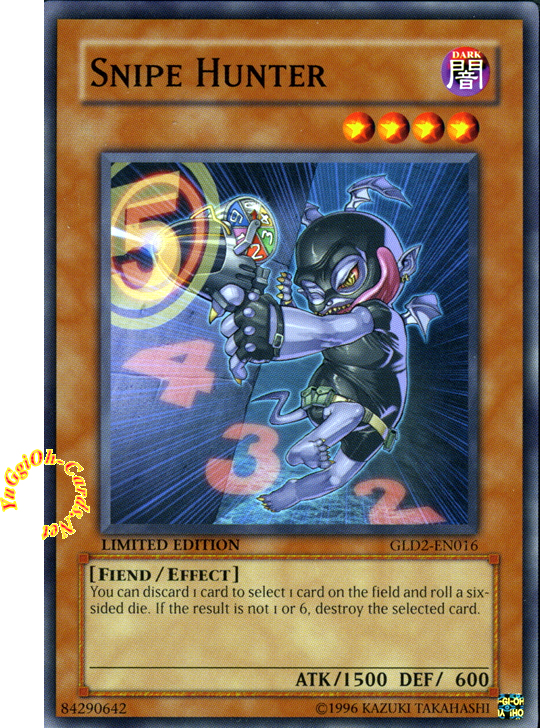 SNIPE HUNTER
DARK
闇
5
4
3
2
YuGgiOh-Cards.Net
LIMITED EDITION GLD2-EN016
[FIEND/EFFECT]
You can discard 1 card to select 1 card on the field and roll a six-
sided die. If the result is not 1 or 6, destroy the selected card.
ATK/1500 DEF/ 600
84290642 ©1996 KAZUKI TAKAHASHI